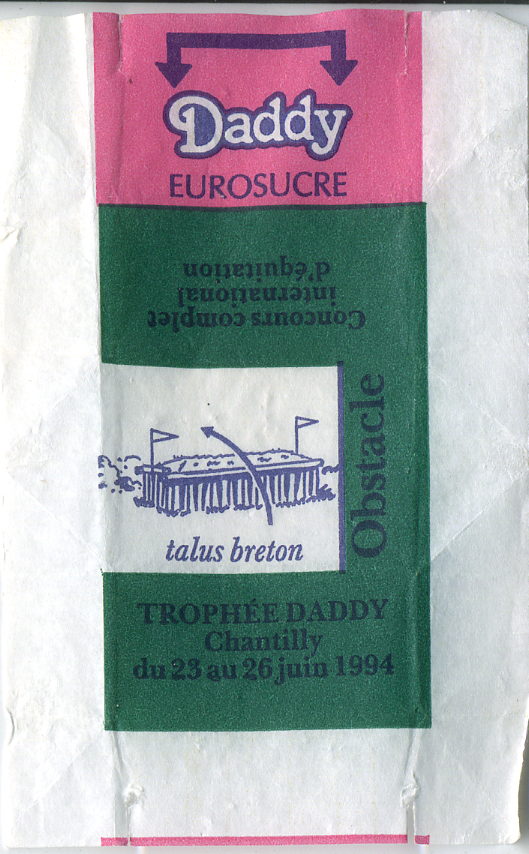 Daddy
EUROSUCRE
Concours complet
international
d'équitation
Obstacle
talus breton
TROPHÉE DADDY
Chantilly
du 23 au 26 juin 1994